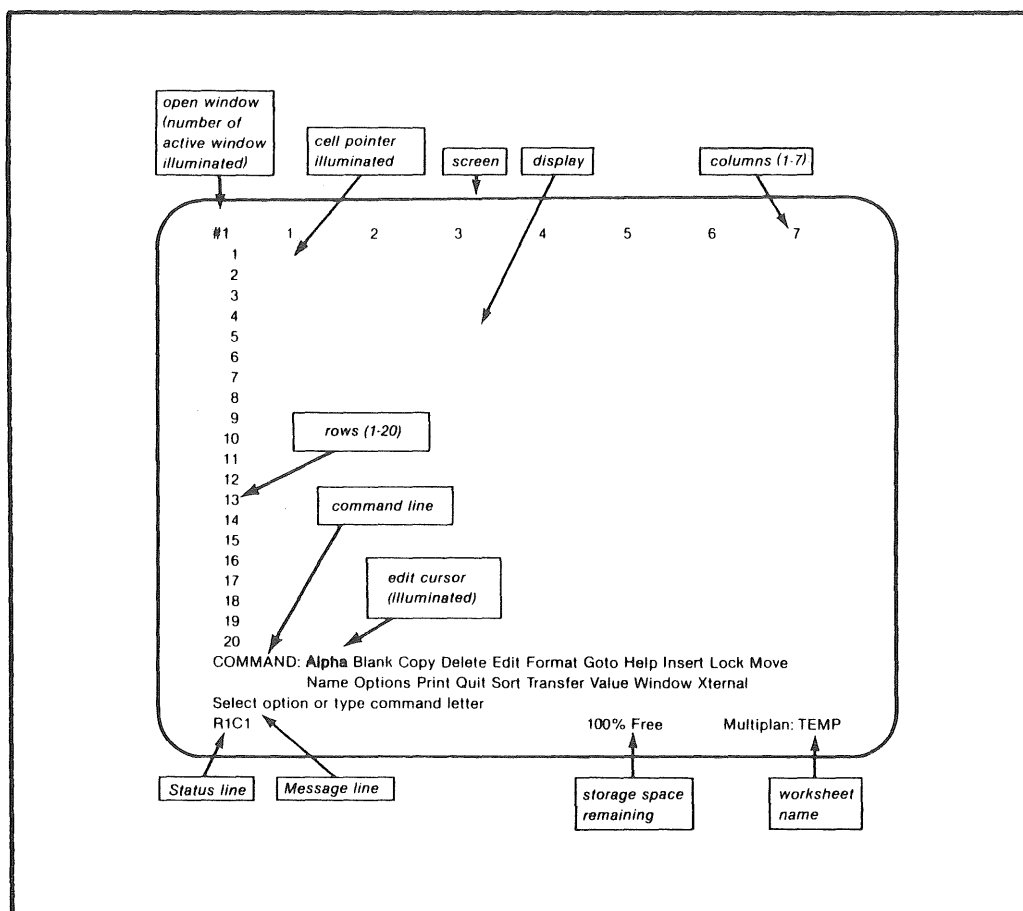 open window
(number of
active window
illuminated)
cell pointer
illuminated
screen
display
columns (1-7)
#1 1 2 3 4 5 6 7
1
2
3
4
5
6
7
8
9
10
11
12
13
14
15
16
17
18
19
20
rows (1-20)
command line
edit cursor
(illuminated)
COMMAND: Alpha Blank Copy Delete Edit Format Goto Help Insert Lock Move
Name Options Print Quit Sort Transfer Value Window Xternal
Select option or type command letter
R1C1 100% Free Multiplan: TEMP
Status line
Message line
storage space
remaining
worksheet
name